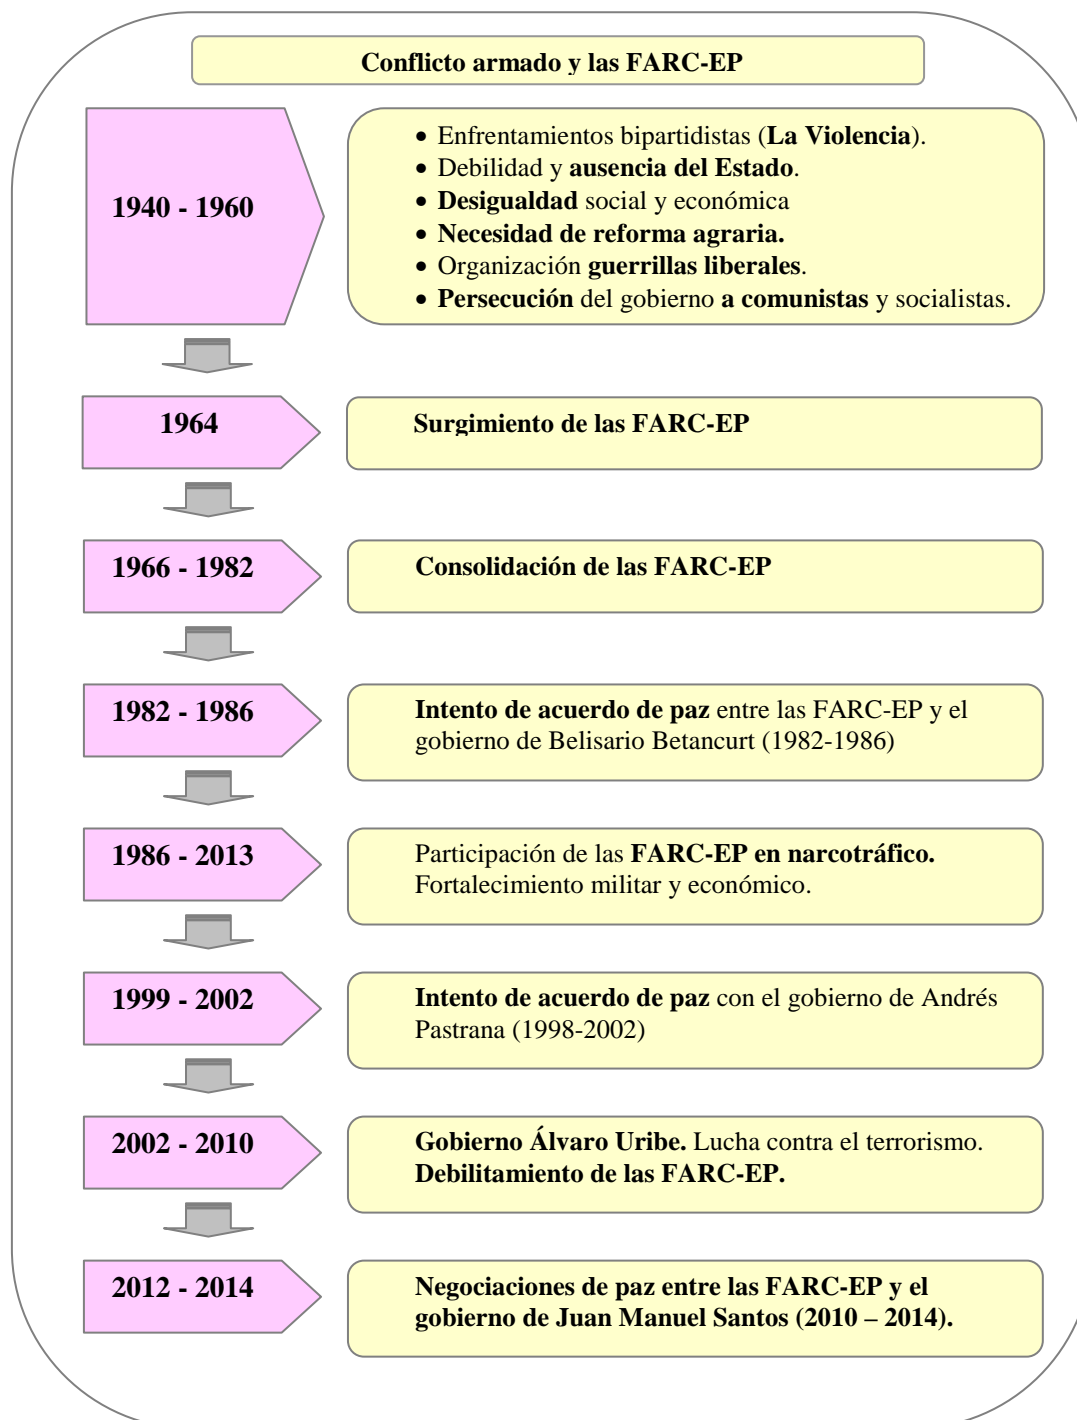 Conflicto armado y las FARC-EP
1940 - 1960
• Enfrentamientos bipartidistas (La Violencia).
• Debilidad y ausencia del Estado.
• Desigualdad social y económica
• Necesidad de reforma agraria.
• Organización guerrillas liberales.
• Persecución del gobierno a comunistas y socialistas.
1964
Surgimiento de las FARC-EP
1966 - 1982
Consolidación de las FARC-EP
1982 - 1986
Intento de acuerdo de paz entre las FARC-EP y el
gobierno de Belisario Betancurt (1982-1986)
1986 - 2013
Participación de las FARC-EP en narcotráfico.
Fortalecimiento militar y económico.
1999 - 2002
Intento de acuerdo de paz con el gobierno de Andrés
Pastrana (1998-2002)
2002 - 2010
Gobierno Álvaro Uribe. Lucha contra el terrorismo.
Debilitamiento de las FARC-EP.
2012 - 2014
Negociaciones de paz entre las FARC-EP y el
gobierno de Juan Manuel Santos (2010 – 2014).